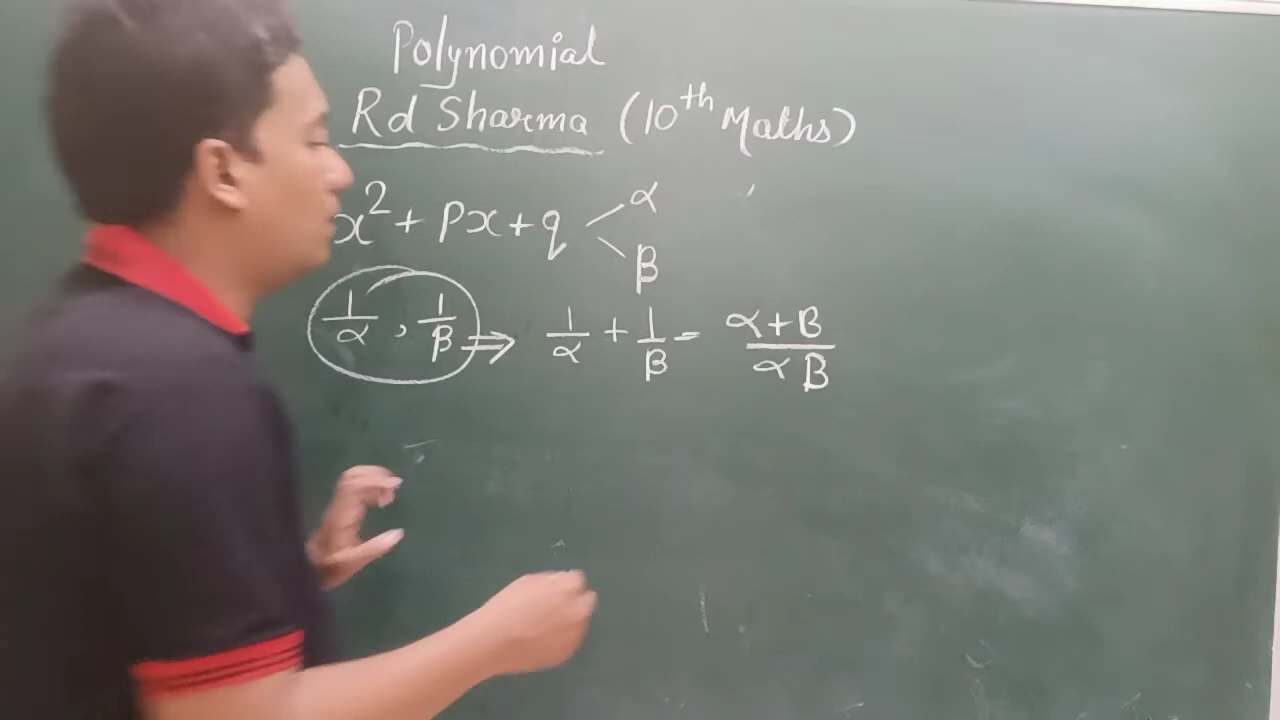 Polynomial
Rd Sharma (10th Maths)
x² + px + q < α β
1/α , 1/β ⇒ 1/α + 1/β = α+β/αβ